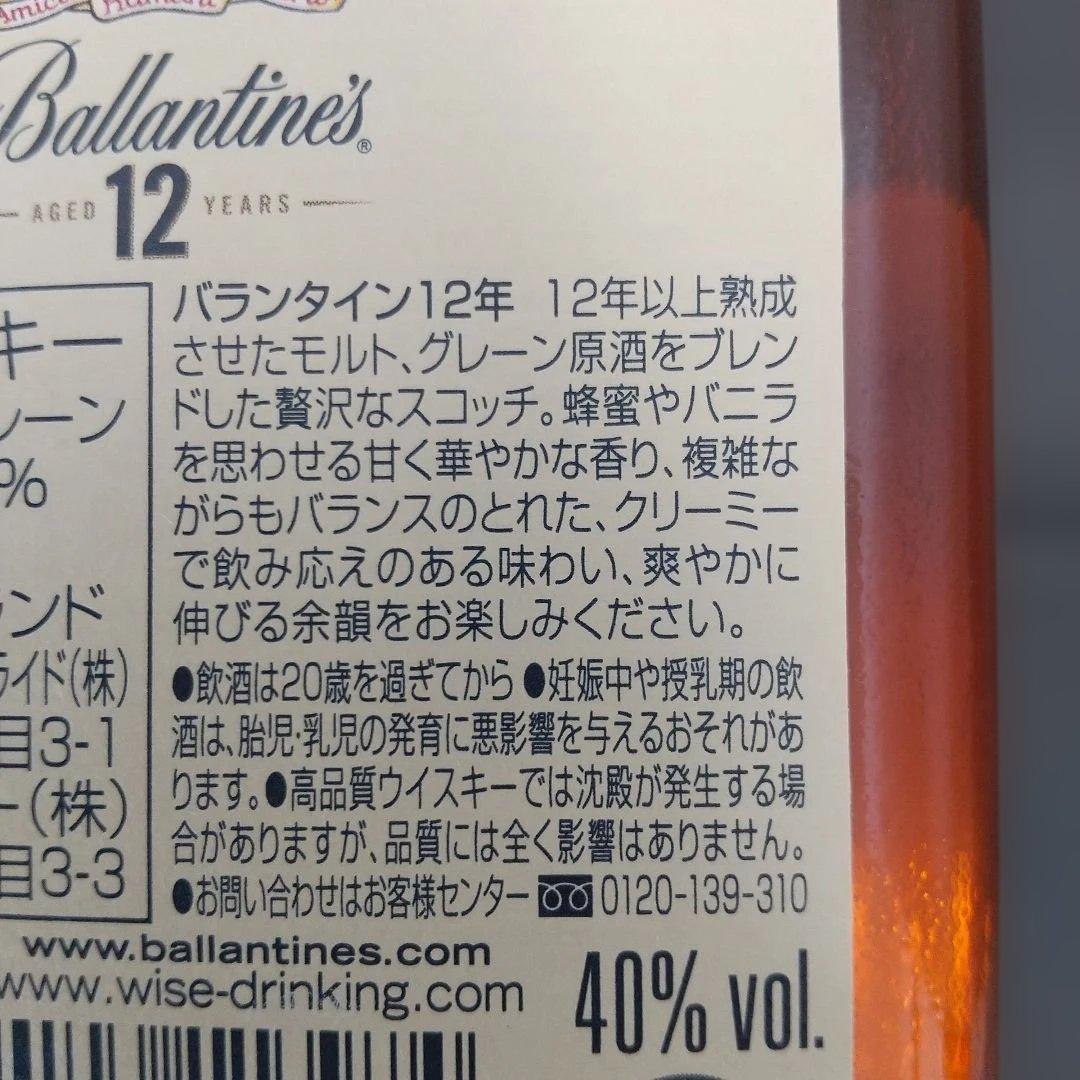 Ballantine's®
AGED 12 YEARS
バランタイン12年 12年以上熟成
させたモルト、グレーン原酒をブレン
ドした贅沢なスコッチ。蜂蜜やバニラ
を思わせる甘く華やかな香り、複雑な
がらもバランスのとれた、クリーミー
で飲み応えのある味わい、爽やかに
伸びる余韻をお楽しみください。
●飲酒は20歳を過ぎてから ●妊娠中や授乳期の飲
酒は、胎児・乳児の発育に悪影響を与えるおそれがあ
ります。●高品質ウイスキーでは沈殿が発生する場
合がありますが、品質には全く影響はありません。
●お問い合わせはお客様センター 0120-139-310
キー
レーン
%
ランド
ライド(株)
目3-1
ー(株)
目3-3
www.ballantines.com
www.wise-drinking.com
40% vol.